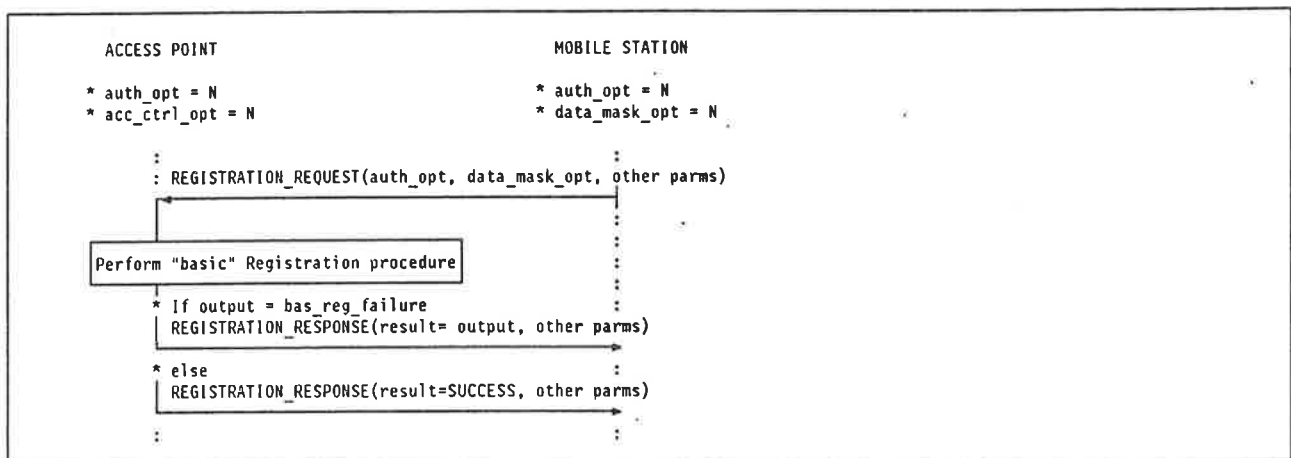 ACCESS POINT MOBILE STATION
* auth_opt = N * auth_opt = N
* acc_ctrl_opt = N * data_mask_opt = N
: :
: REGISTRATION_REQUEST(auth_opt, data_mask_opt, other parms)
:
:
Perform "basic" Registration procedure :
:
* If output = bas_reg_failure :
REGISTRATION_RESPONSE(result= output, other parms)
* else :
REGISTRATION_RESPONSE(result=SUCCESS, other parms)
: :